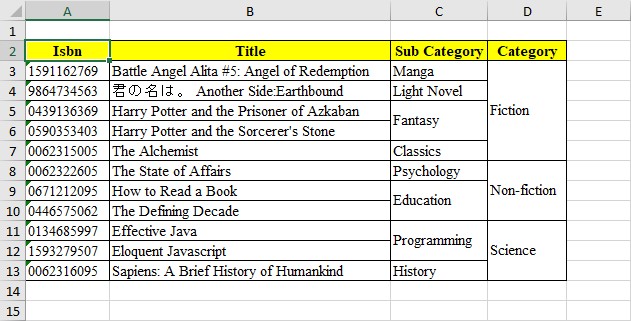 A B C D E
1
2 Isbn Title Sub Category Category
3 1591162769 Battle Angel Alita #5: Angel of Redemption Manga
4 9864734563 君の名は。 Another Side:Earthbound Light Novel
5 0439136369 Harry Potter and the Prisoner of Azkaban
Fantasy
Fiction
6 0590353403 Harry Potter and the Sorcerer's Stone
7 0062315005 The Alchemist Classics
8 0062322605 The State of Affairs Psychology
9 0671212095 How to Read a Book
Education
Non-fiction
10 0446575062 The Defining Decade
11 0134685997 Effective Java
Programming
12 1593279507 Eloquent Javascript
Science
13 0062316095 Sapiens: A Brief History of Humankind History
14
15